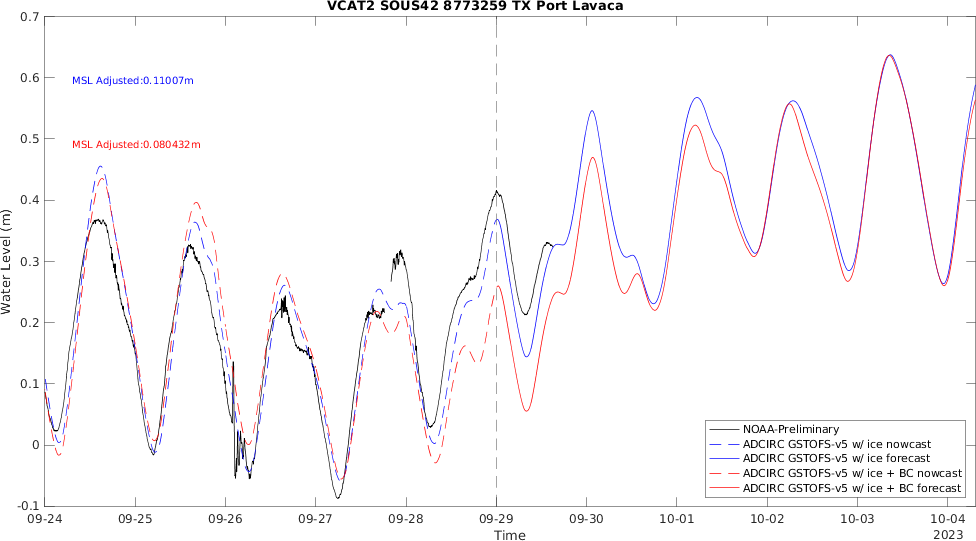 VCAT2 SOUS42 8773259 TX Port Lavaca
0.7
0.6
0.5
0.4
0.3
0.2
0.1
0
-0.1
Water Level (m)
MSL Adjusted:0.11007m
MSL Adjusted:0.080432m
NOAA-Preliminary
ADCIRC GSTOFS-v5 w/ ice nowcast
ADCIRC GSTOFS-v5 w/ ice forecast
ADCIRC GSTOFS-v5 w/ ice + BC nowcast
ADCIRC GSTOFS-v5 w/ ice + BC forecast
09-24 09-25 09-26 09-27 09-28 09-29 09-30 10-01 10-02 10-03 10-04
Time 2023